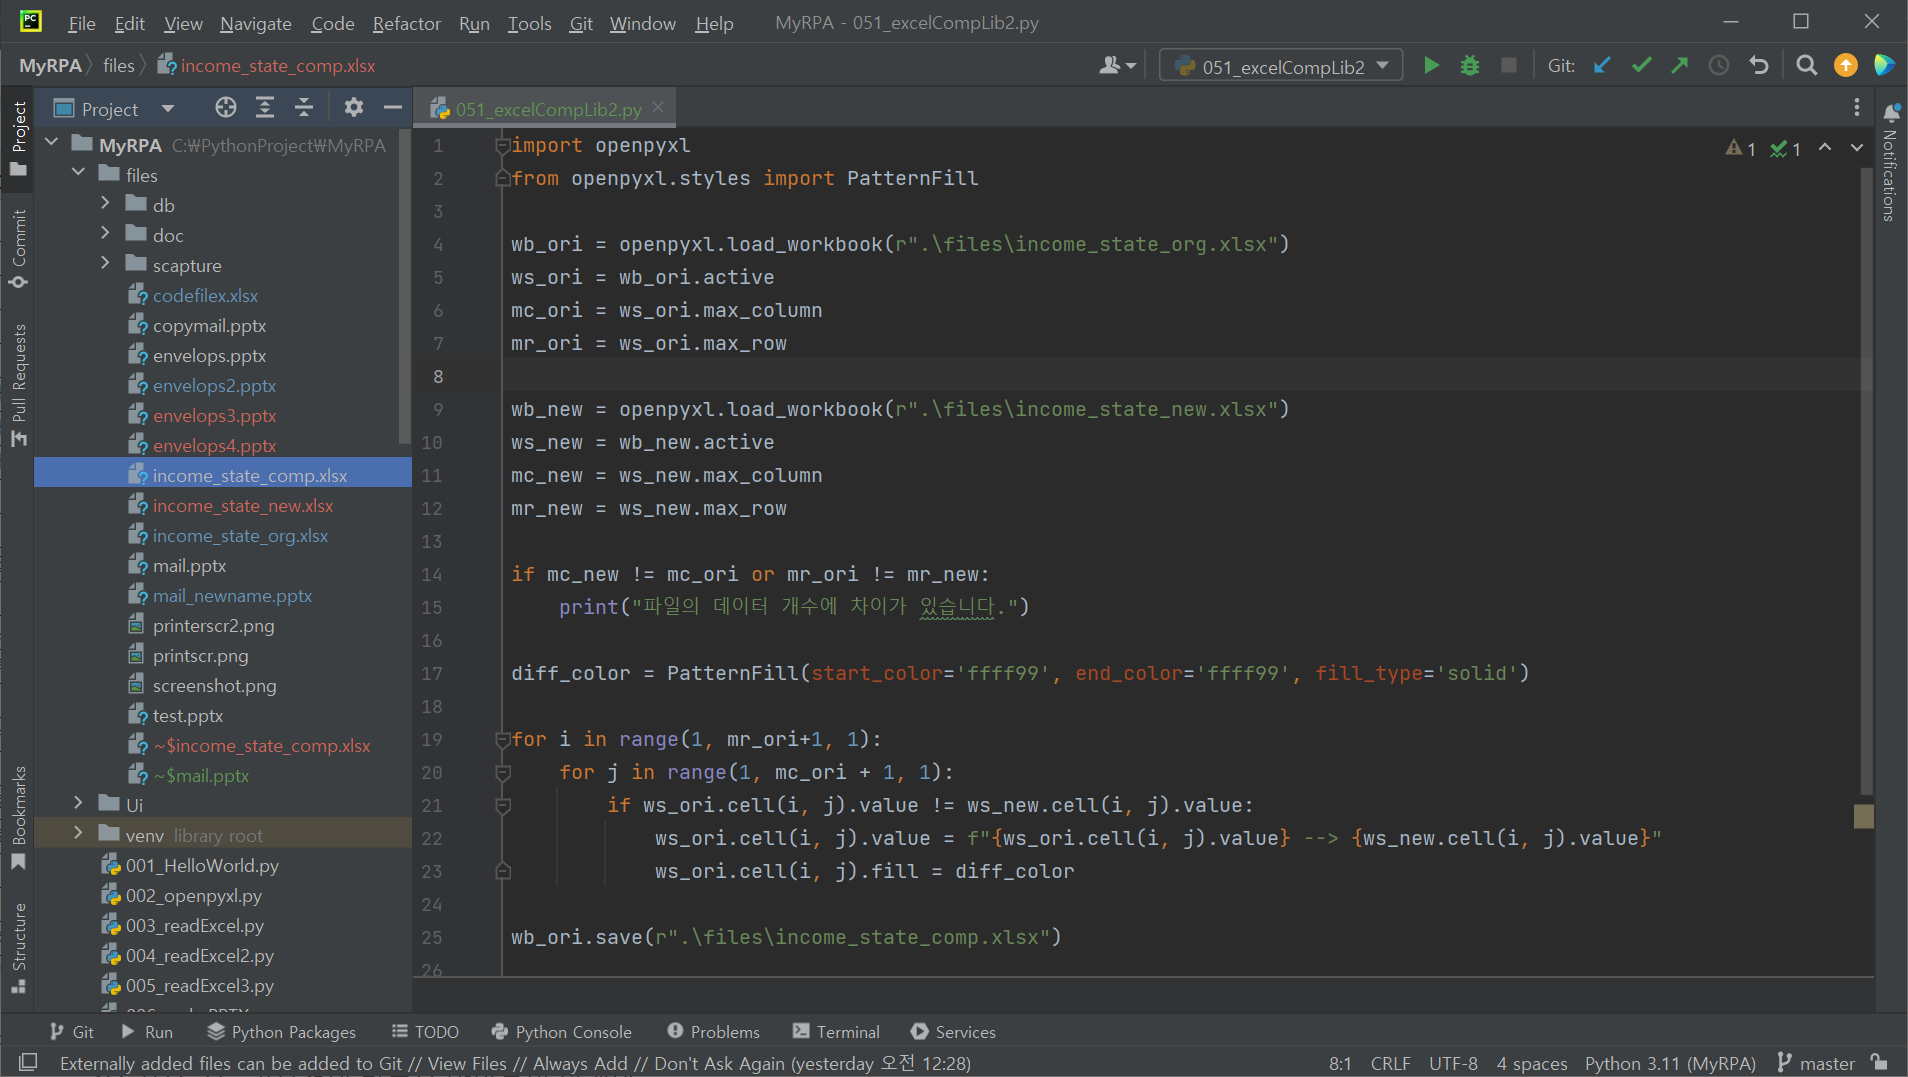 PC File Edit View Navigate Code Refactor Run Tools Git Window Help MyRPA - 051_excelCompLib2.py
MyRPA files income_state_comp.xlsx 051_excelCompLib2 Git:
Project 051_excelCompLib2.py
Project
Commit
Pull Requests
Bookmarks
Structure
MyRPA C:₩PythonProject₩MyRPA
files
db
doc
scapture
codefilex.xlsx
copymail.pptx
envelops.pptx
envelops2.pptx
envelops3.pptx
envelops4.pptx
income_state_comp.xlsx
income_state_new.xlsx
income_state_org.xlsx
mail.pptx
mail_newname.pptx
printerscr2.png
printscr.png
screenshot.png
test.pptx
~$income_state_comp.xlsx
~$mail.pptx
Ui
venv library root
001_HelloWorld.py
002_openpyxl.py
003_readExcel.py
004_readExcel2.py
005_readExcel3.py
1 import openpyxl
2 from openpyxl.styles import PatternFill
3
4 wb_ori = openpyxl.load_workbook(r".\files\income_state_org.xlsx")
5 ws_ori = wb_ori.active
6 mc_ori = ws_ori.max_column
7 mr_ori = ws_ori.max_row
8
9 wb_new = openpyxl.load_workbook(r".\files\income_state_new.xlsx")
10 ws_new = wb_new.active
11 mc_new = ws_new.max_column
12 mr_new = ws_new.max_row
13
14 if mc_new != mc_ori or mr_ori != mr_new:
15     print("파일의 데이터 개수에 차이가 있습니다.")
16
17 diff_color = PatternFill(start_color='ffff99', end_color='ffff99', fill_type='solid')
18
19 for i in range(1, mr_ori+1, 1):
20     for j in range(1, mc_ori + 1, 1):
21         if ws_ori.cell(i, j).value != ws_new.cell(i, j).value:
22             ws_ori.cell(i, j).value = f"{ws_ori.cell(i, j).value} --> {ws_new.cell(i, j).value}"
23             ws_ori.cell(i, j).fill = diff_color
24
25 wb_ori.save(r".\files\income_state_comp.xlsx")
26
1 1
Notifications
Git Run Python Packages TODO Python Console Problems Terminal Services
Externally added files can be added to Git // View Files // Always Add // Don't Ask Again (yesterday 오전 12:28) 8:1 CRLF UTF-8 4 spaces Python 3.11 (MyRPA) master